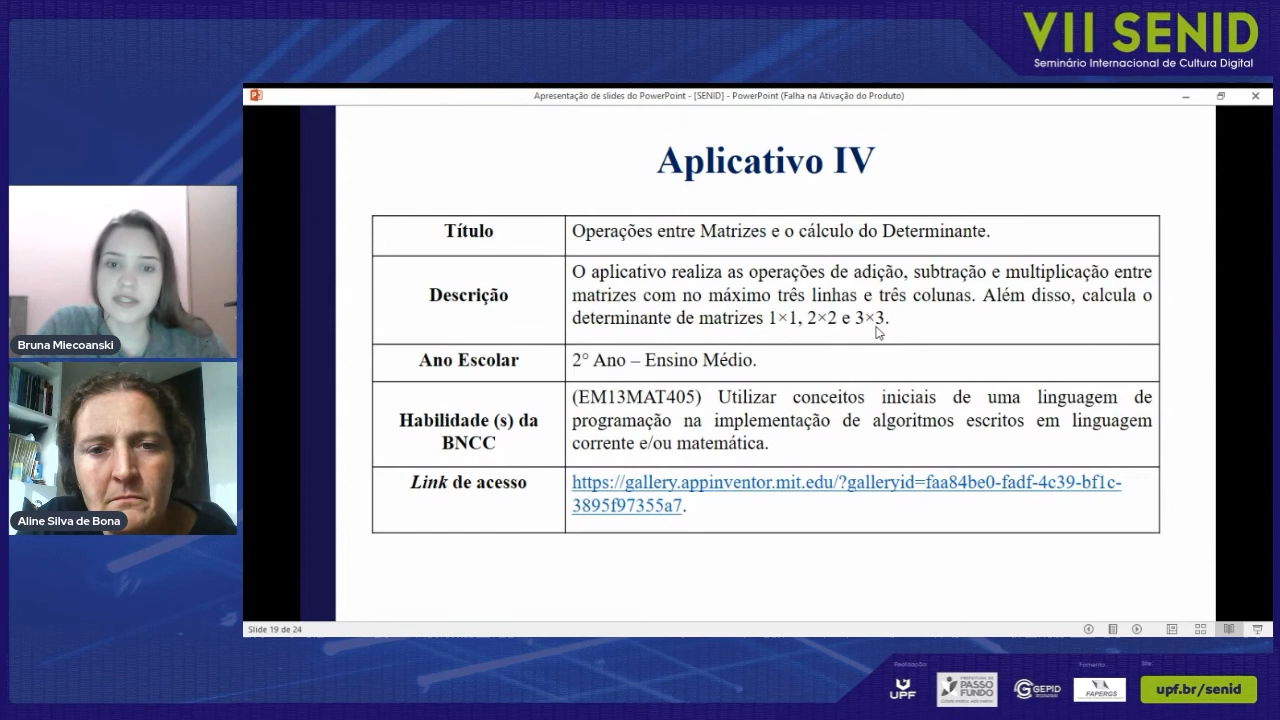 VII SENID
Seminário Internacional de Cultura Digital
Apresentação de slides do PowerPoint - [SENID] - PowerPoint (Falha na Ativação do Produto)
Aplicativo IV
Título
Operações entre Matrizes e o cálculo do Determinante.
Descrição
O aplicativo realiza as operações de adição, subtração e multiplicação entre
matrizes com no máximo três linhas e três colunas. Além disso, calcula o
determinante de matrizes 1×1, 2×2 e 3×3.
Ano Escolar
2° Ano – Ensino Médio.
Habilidade (s) da
BNCC
(EM13MAT405) Utilizar conceitos iniciais de uma linguagem de
programação na implementação de algoritmos escritos em linguagem
corrente e/ou matemática.
Link de acesso
https://gallery.appinventor.mit.edu/?galleryid=faa84be0-fadf-4c39-bf1c-
3895f97355a7.
Bruna Miecoanski
Aline Silva de Bona
Slide 19 de 24
Realização:
UPF
PREFEITURA DE
PASSO
FUNDO
GEPID
Fomento:
FAPERGS
Site:
upf.br/senid